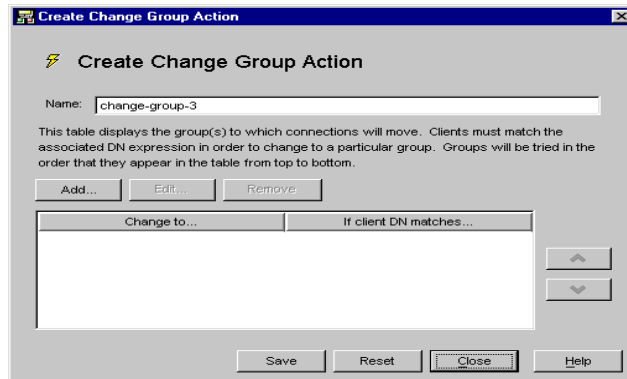 Create Change Group Action
Create Change Group Action
Name: change-group-3
This table displays the group(s) to which connections will move. Clients must match the
associated DN expression in order to change to a particular group. Groups will be tried in the
order that they appear in the table from top to bottom.
Add... Edit... Remove
Change to... If client DN matches...
Save Reset Close Help